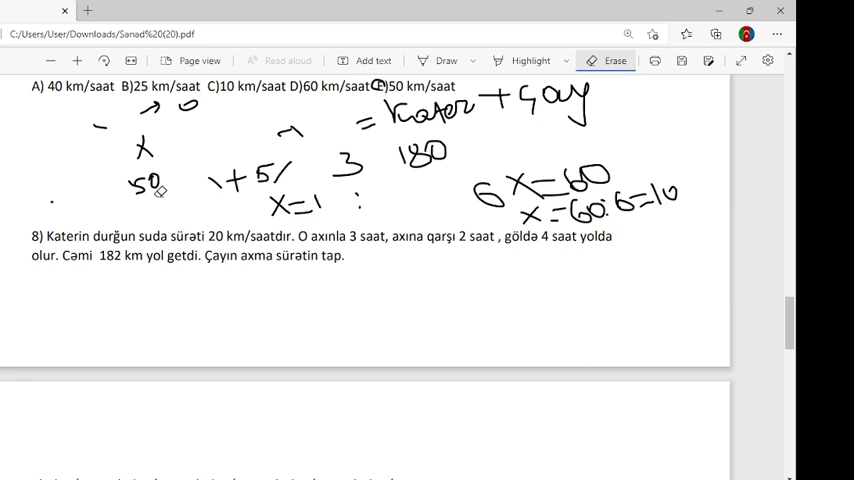 C:/Users/User/Downloads/Sanad%20(20).pdf
Page view
Read aloud
Add text
Draw
Highlight
Erase
A) 40 km/saat B)25 km/saat C)10 km/saat D)60 km/saat E)50 km/saat
= Kater + Çay
X
50
+ 5
3
180
X=1
6 X=60
X=60:6=10
8) Katerin durğun suda sürəti 20 km/saatdır. O axınla 3 saat, axına qarşı 2 saat , göldə 4 saat yolda
olur. Cəmi 182 km yol getdi. Çayın axma sürətin tap.